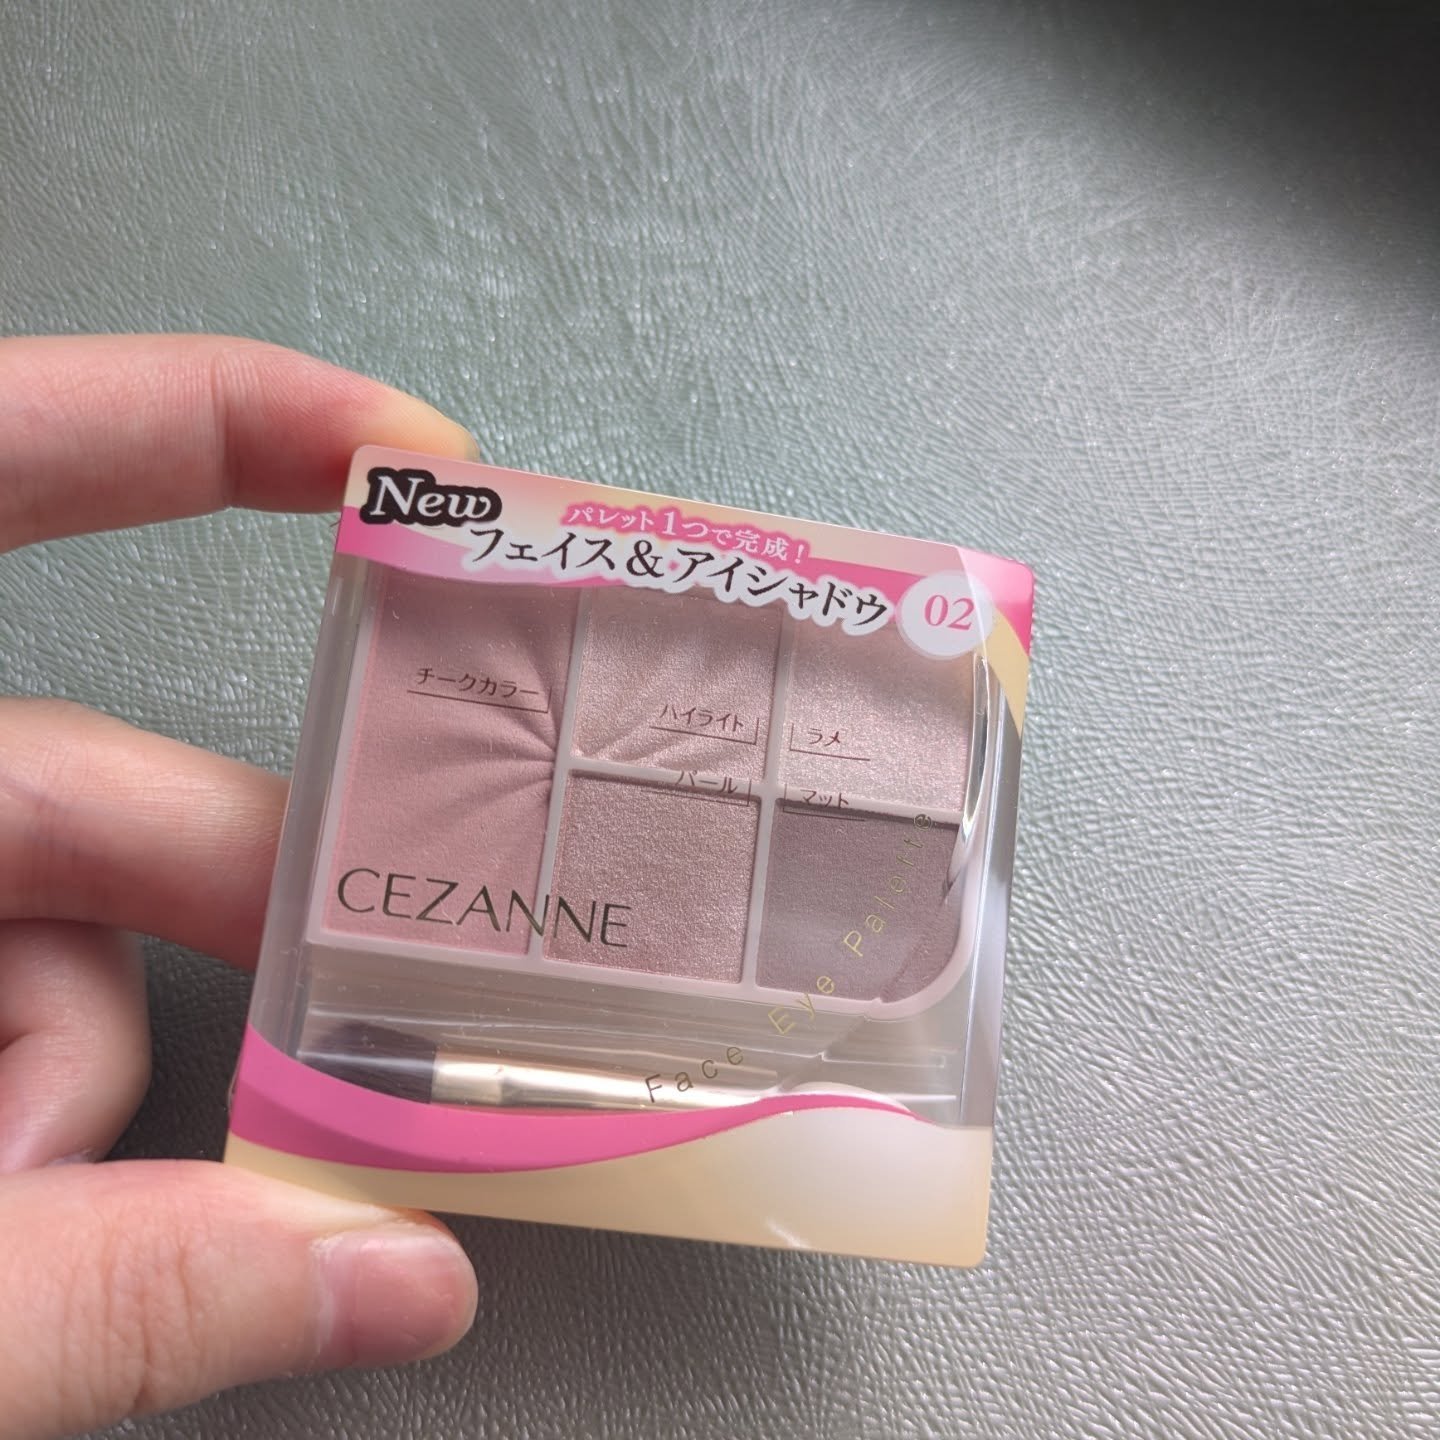 New
パレット1つで完成!
フェイス&アイシャドウ
02
チークカラー
ハイライト
ラメ
パール
マット
CEZANNE
Face Eye Palette